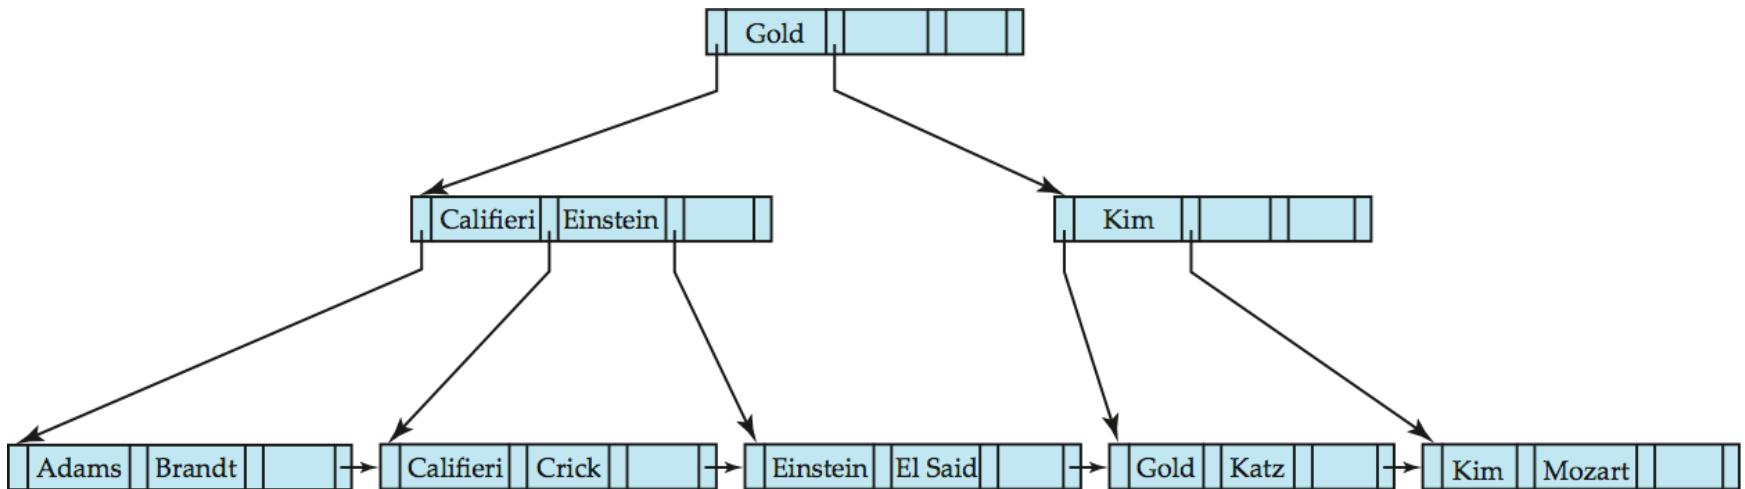 Gold
Califieri Einstein Kim
Adams Brandt Califieri Crick Einstein El Said Gold Katz Kim Mozart